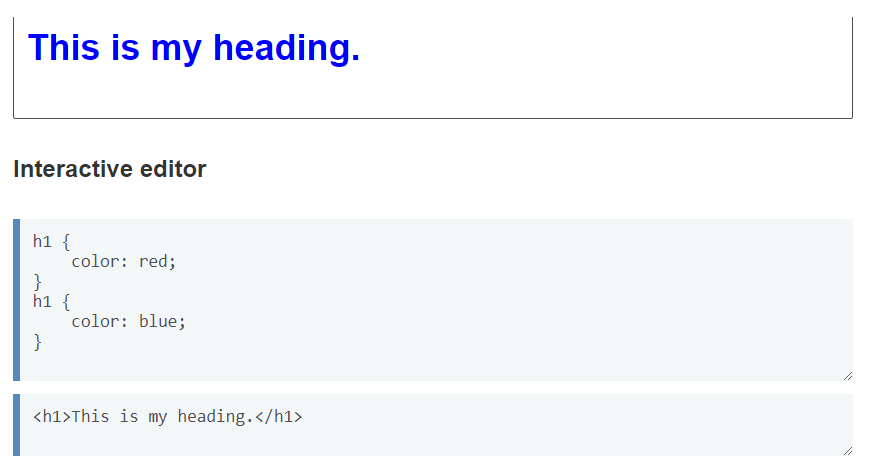 This is my heading.
Interactive editor
h1 {
    color: red;
}
h1 {
    color: blue;
}
<h1>This is my heading.</h1>